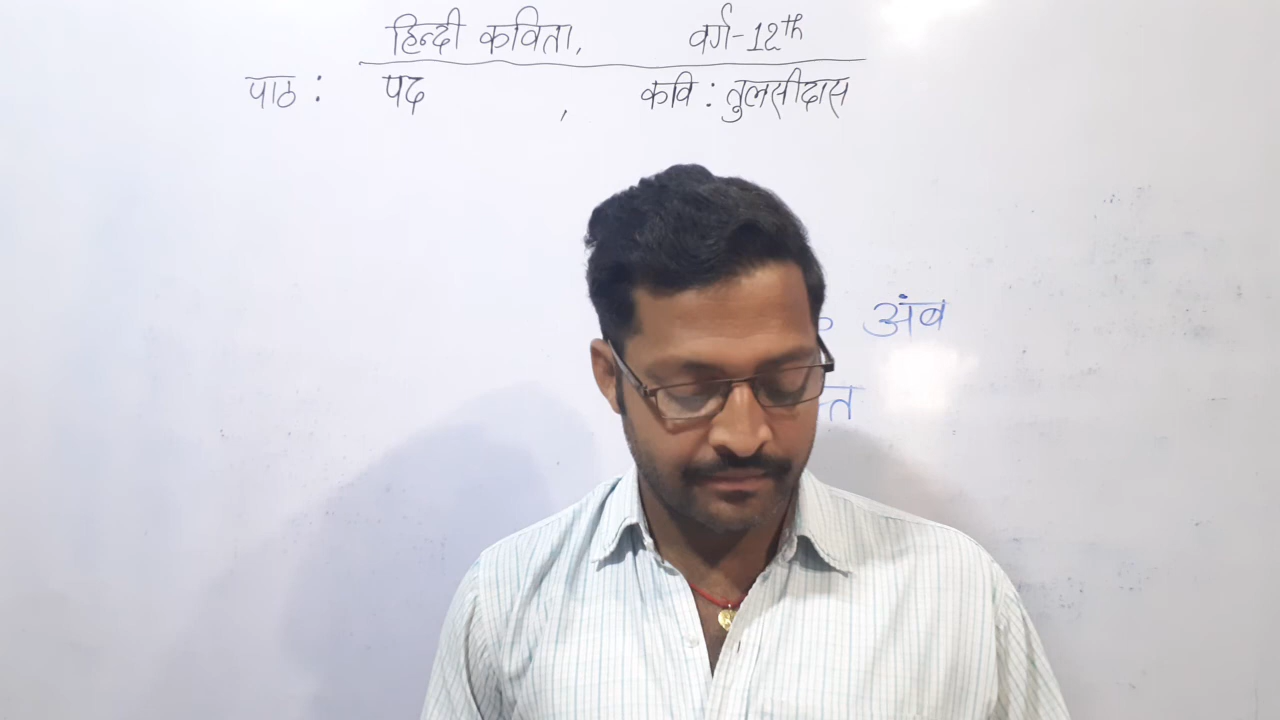 हिन्दी कविता, वर्ग-12th
पाठ : पद , कवि : तुलसीदास
अंब